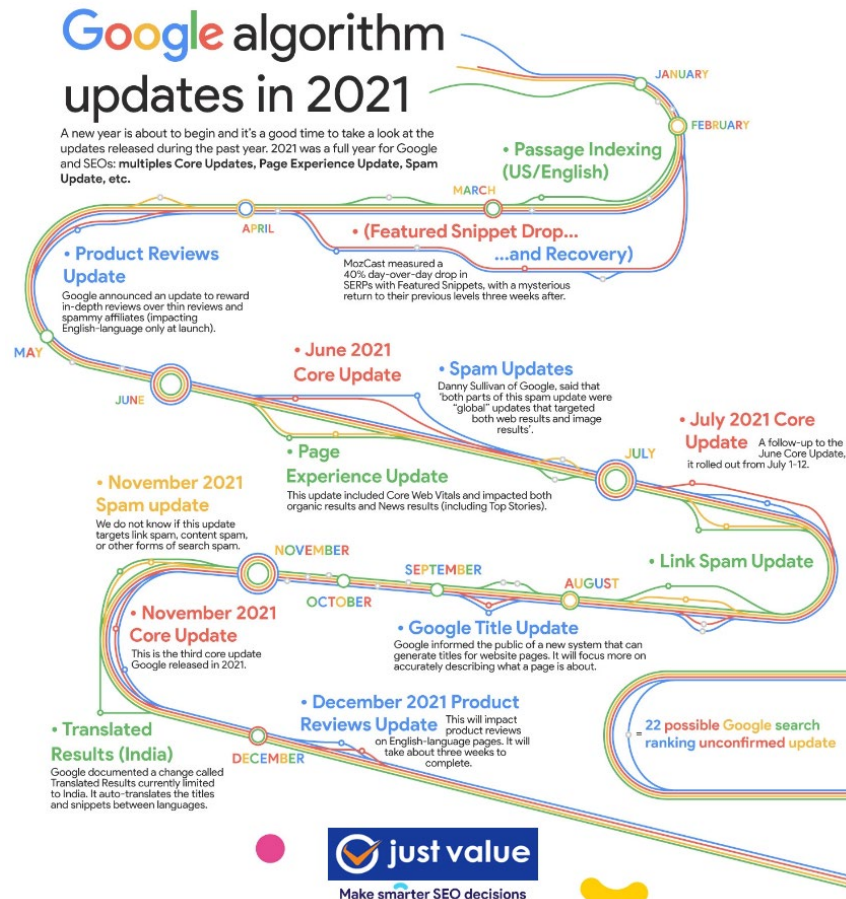 Google algorithm
updates in 2021
A new year is about to begin and it's a good time to take a look at the
updates released during the past year. 2021 was a full year for Google
and SEOs: multiples Core Updates, Page Experience Update, Spam
Update, etc.
JANUARY
FEBRUARY
• Passage Indexing
(US/English)
MARCH
APRIL
• (Featured Snippet Drop...
...and Recovery)
MozCast measured a
40% day-over-day drop in
SERPs with Featured Snippets, with a mysterious
return to their previous levels three weeks after.
• Product Reviews
Update
Google announced an update to reward
in-depth reviews over thin reviews and
spammy affiliates (impacting
English-language only at launch).
MAY
JUNE
• June 2021
Core Update
• Spam Updates
Danny Sullivan of Google, said that
'both parts of this spam update were
"global" updates that targeted
both web results and image
results'.
• Page
Experience Update
This update included Core Web Vitals and impacted both
organic results and News results (including Top Stories).
JULY
• July 2021 Core
Update
A follow-up to the
June Core Update,
it rolled out from July 1-12.
• Link Spam Update
AUGUST
SEPTEMBER
• Google Title Update
Google informed the public of a new system that can
generate titles for website pages. It will focus more on
accurately describing what a page is about.
OCTOBER
NOVEMBER
• November 2021
Spam update
We do not know if this update
targets link spam, content spam,
or other forms of search spam.
• November 2021
Core Update
This is the third core update
Google released in 2021.
• Translated
Results (India)
Google documented a change called
Translated Results currently limited
to India. It auto-translates the titles
and snippets between languages.
DECEMBER
• December 2021 Product
Reviews Update
This will impact
product reviews
on English-language pages. It will
take about three weeks to
complete.
= 22 possible Google search
ranking unconfirmed update
just value
Make smarter SEO decisions